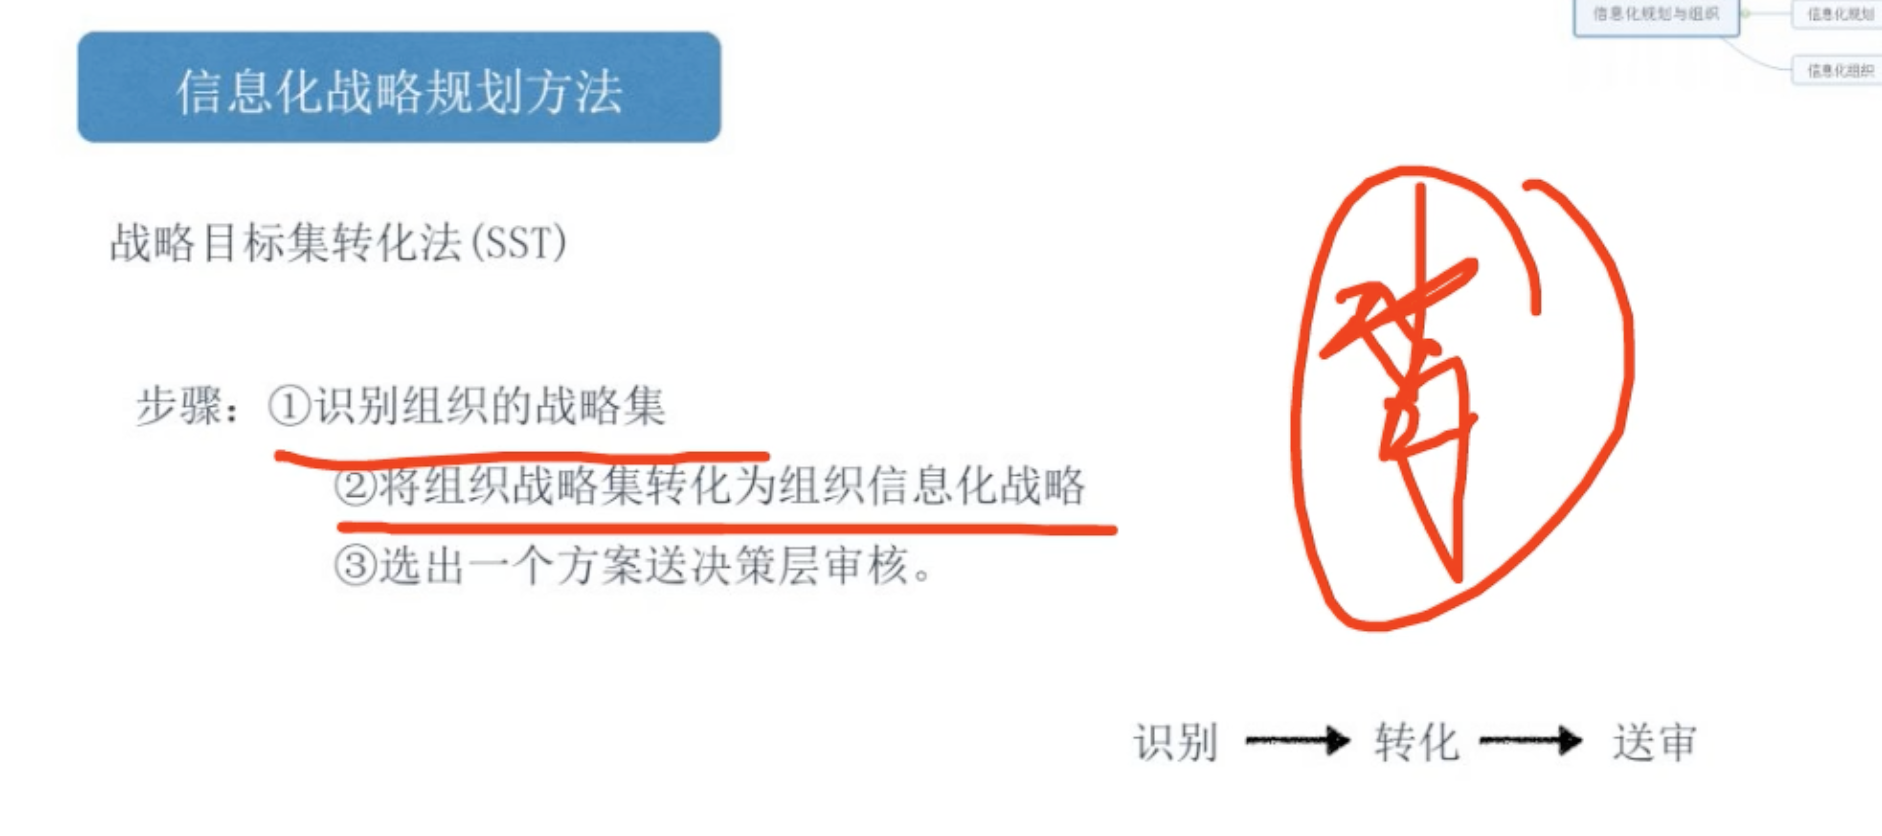 信息化规划与组织
信息化规划
信息化组织
信息化战略规划方法
战略目标集转化法(SST)
步骤：①识别组织的战略集
②将组织战略集转化为组织信息化战略
③选出一个方案送决策层审核。
识别 → 转化 → 送审